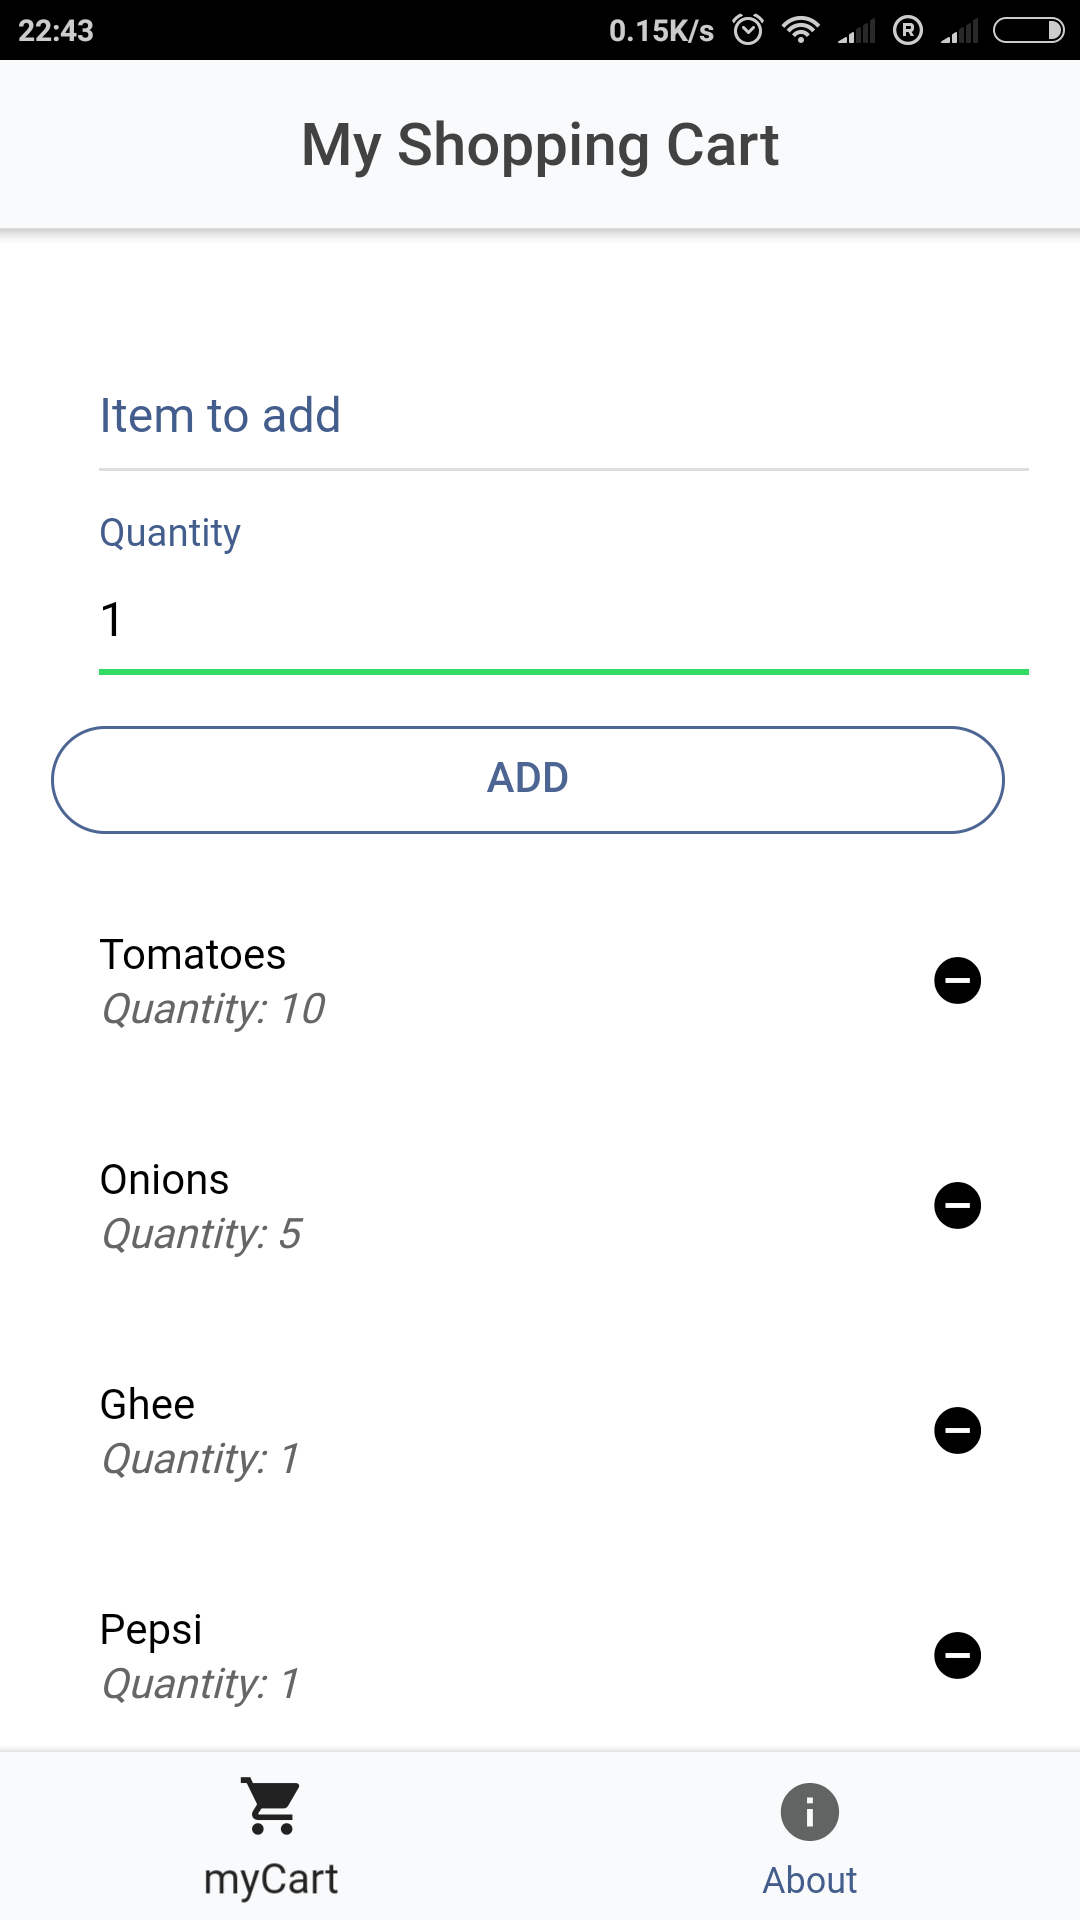 22:43 0.15K/s R
My Shopping Cart
Item to add
Quantity
1
ADD
Tomatoes
Quantity: 10
Onions
Quantity: 5
Ghee
Quantity: 1
Pepsi
Quantity: 1
myCart About